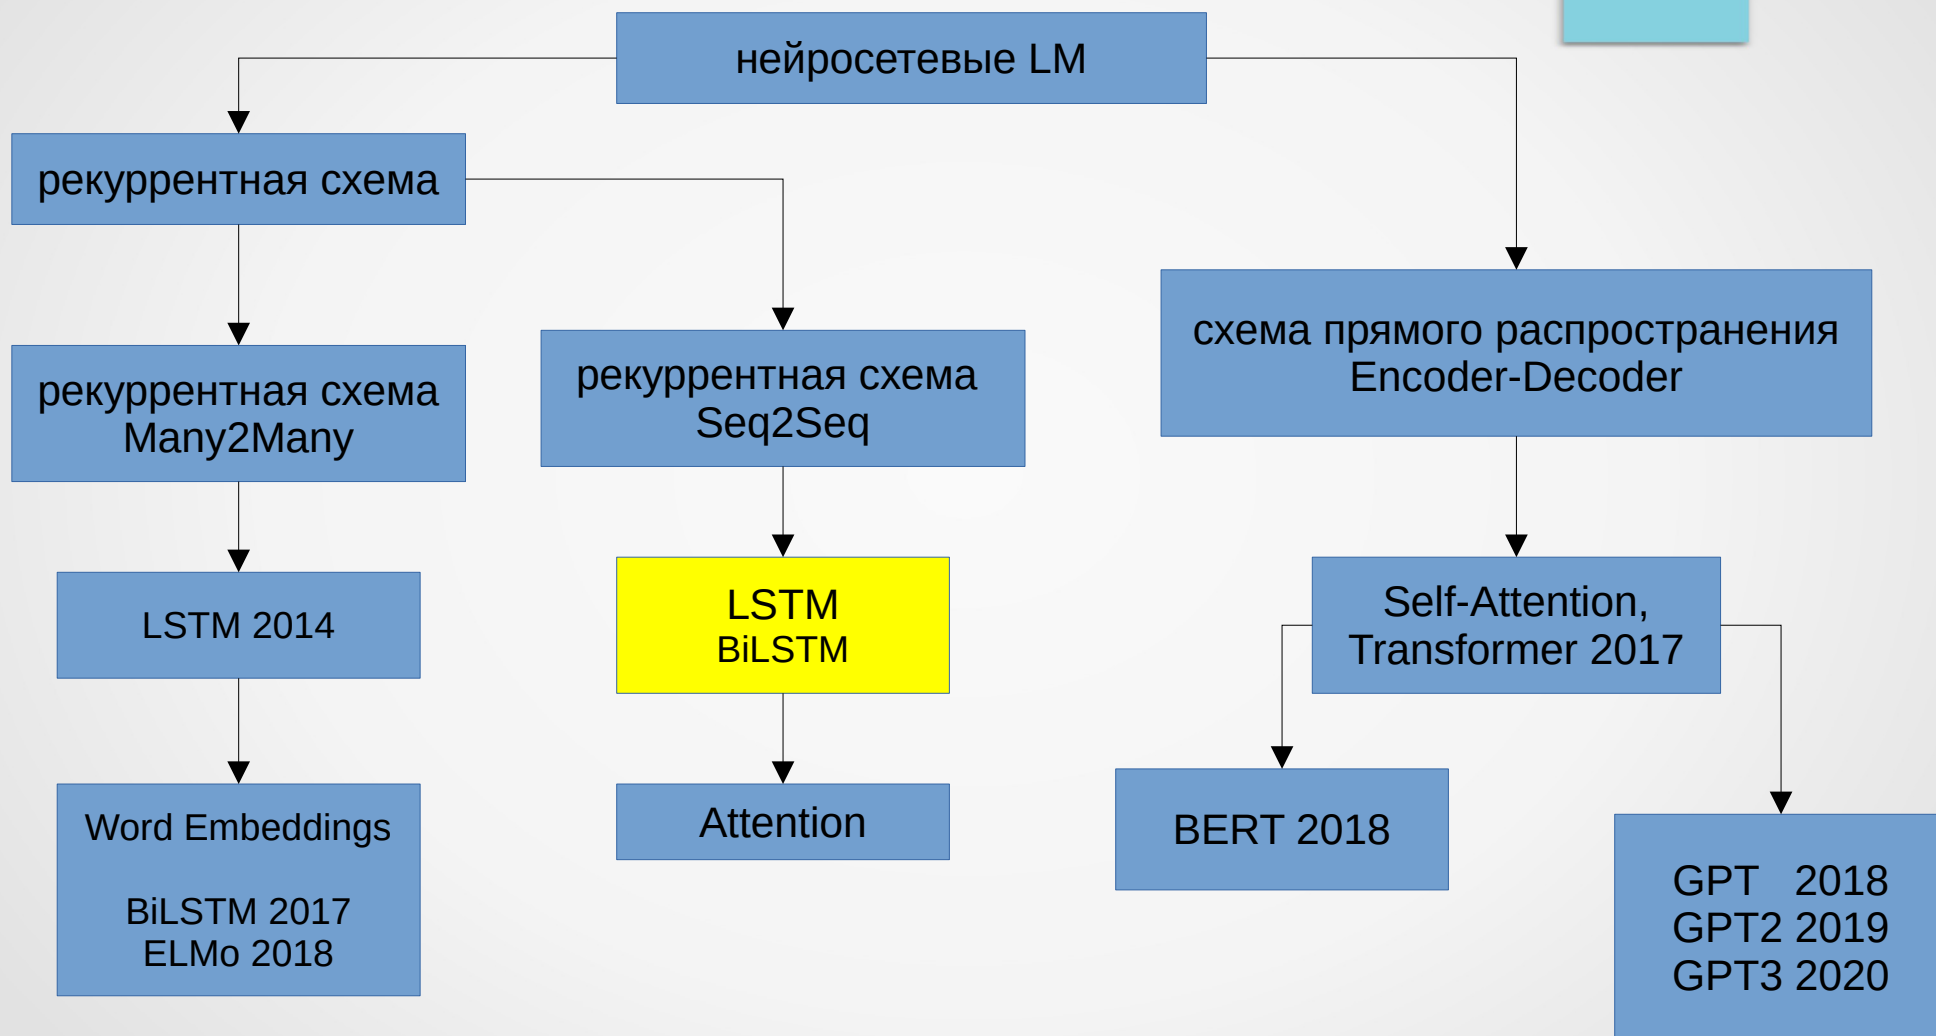 нейросетевые LM
рекуррентная схема
рекуррентная схема
Many2Many
рекуррентная схема
Seq2Seq
схема прямого распространения
Encoder-Decoder
LSTM 2014
LSTM
BiLSTM
Self-Attention,
Transformer 2017
Word Embeddings
BiLSTM 2017
ELMo 2018
Attention
BERT 2018
GPT 2018
GPT2 2019
GPT3 2020